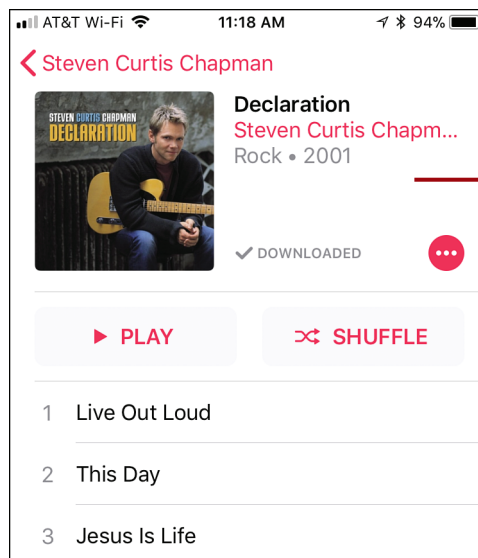 AT&T Wi-Fi 11:18 AM 94%
Steven Curtis Chapman
STEVEN CURTIS CHAPMAN
DECLARATION
Declaration
Steven Curtis Chapm...
Rock • 2001
DOWNLOADED
PLAY SHUFFLE
1 Live Out Loud
2 This Day
3 Jesus Is Life